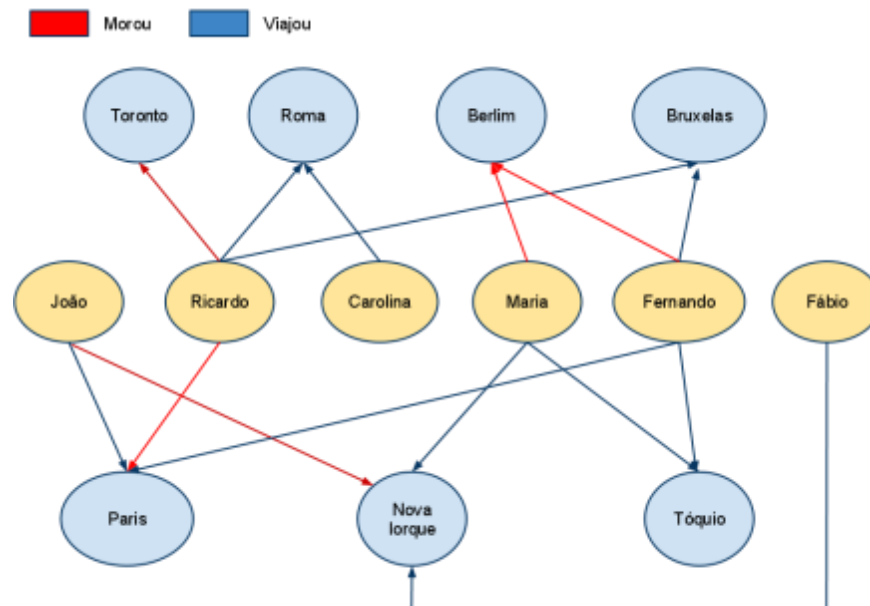 Morou
Viajou
Toronto
Roma
Berlim
Bruxelas
João
Ricardo
Carolina
Maria
Fernando
Fábio
Paris
Nova
Iorque
Tóquio